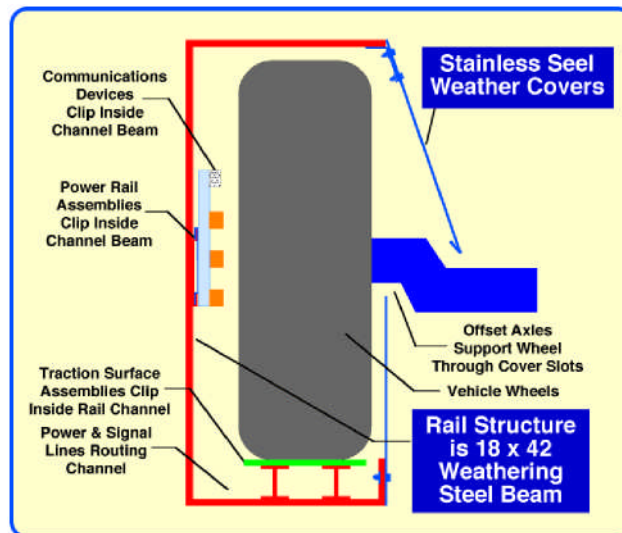 Communications
Devices
Clip Inside
Channel Beam
Stainless Seel
Weather Covers
Power Rail
Assemblies
Clip Inside
Channel Beam
Offset Axles
Support Wheel
Through Cover Slots
Traction Surface
Assemblies Clip
Inside Rail Channel
Vehicle Wheels
Power & Signal
Lines Routing
Channel
Rail Structure
is 18 x 42
Weathering
Steel Beam